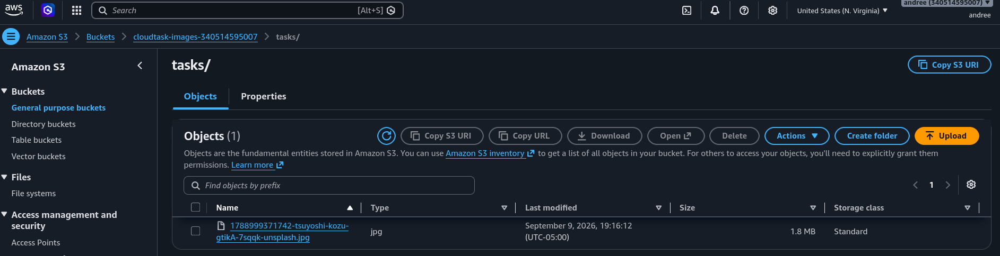 aws
Search
[Alt+S]
United States (N. Virginia)
andree (340514595007)
andree
Amazon S3
Buckets
cloudtask-images-340514595007
tasks/
Amazon S3
Buckets
General purpose buckets
Directory buckets
Table buckets
Vector buckets
Files
File systems
Access management and
security
Access Points
tasks/
Copy S3 URI
Objects
Properties
Objects (1)
Copy S3 URI
Copy URL
Download
Open
Delete
Actions
Create folder
Upload
Objects are the fundamental entities stored in Amazon S3. You can use Amazon S3 inventory to get a list of all objects in your bucket. For others to access your objects, you'll need to explicitly grant them
permissions. Learn more
Find objects by prefix
1
Name
Type
Last modified
Size
Storage class
1788999371742-tsuyoshi-kozu-
gtikA-7sqqk-unsplash.jpg
jpg
September 9, 2026, 19:16:12
(UTC-05:00)
1.8 MB
Standard